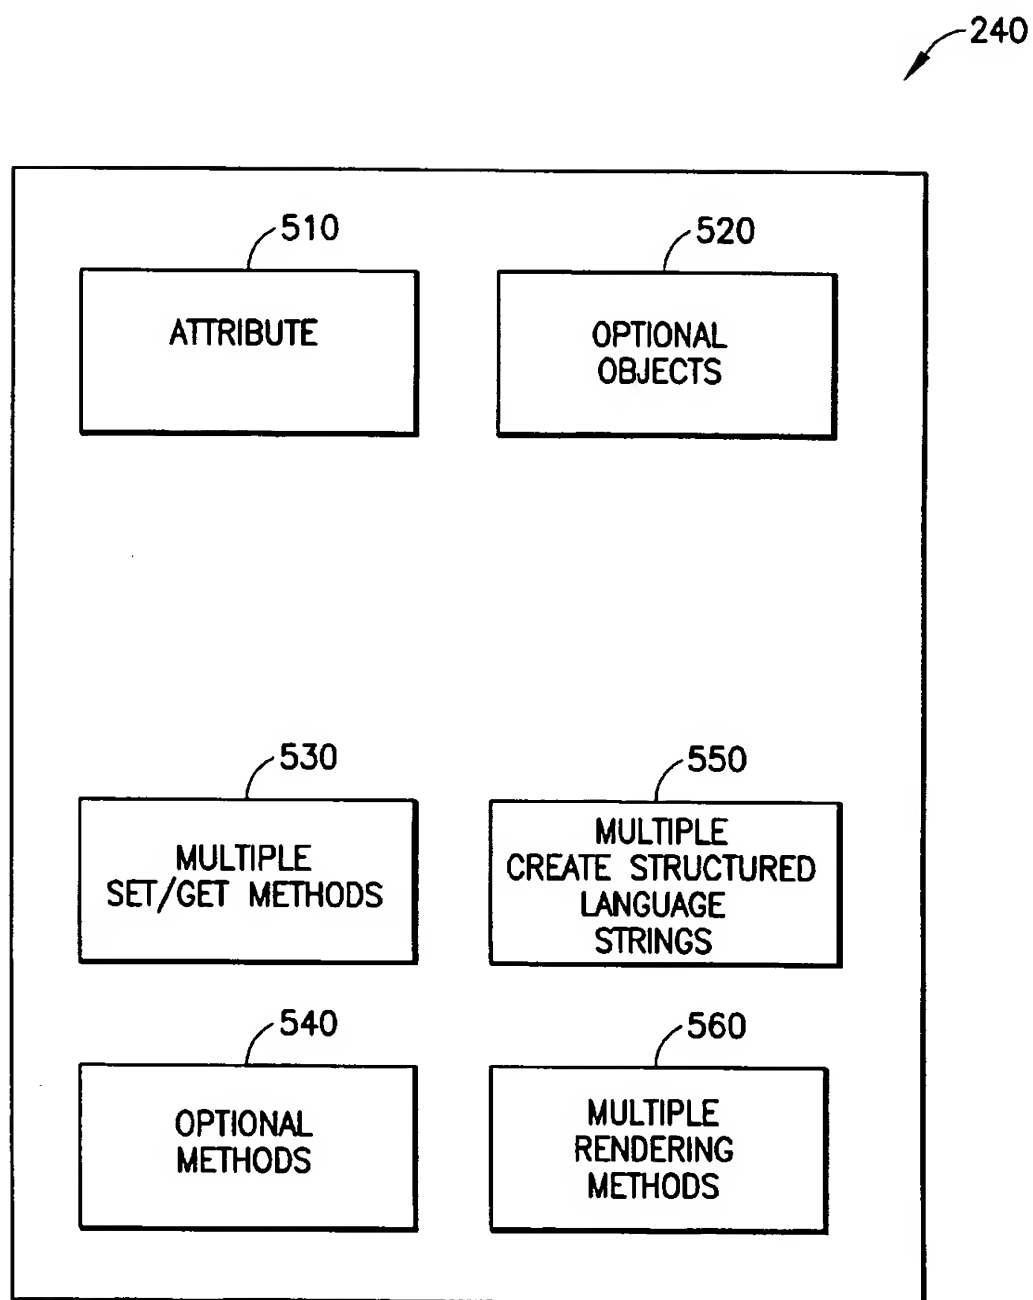 240
510
ATTRIBUTE
520
OPTIONAL
OBJECTS
530
MULTIPLE
SET/GET METHODS
550
MULTIPLE
CREATE STRUCTURED
LANGUAGE
STRINGS
540
OPTIONAL
METHODS
560
MULTIPLE
RENDERING
METHODS